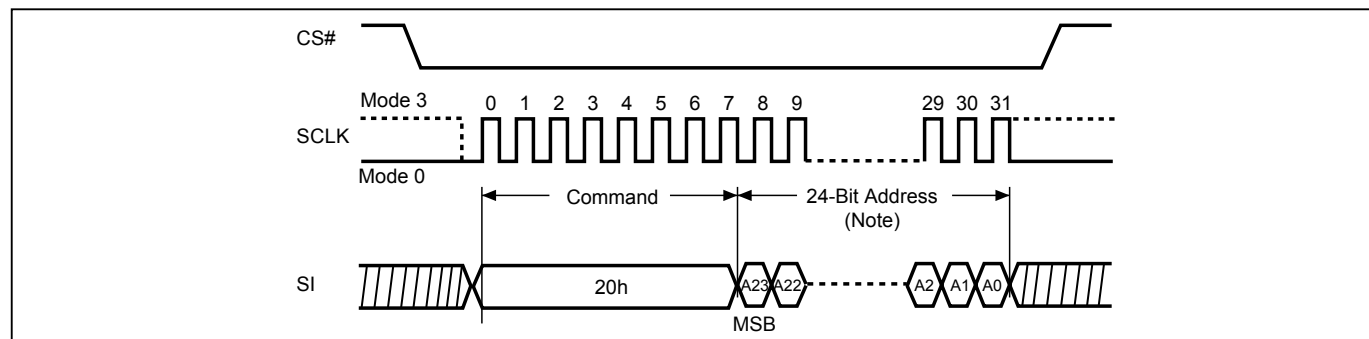 CS#
Mode 3
0 1 2 3 4 5 6 7 8 9 29 30 31
SCLK
Mode 0
Command
24-Bit Address
(Note)
SI
20h
A23 A22
A2 A1 A0
MSB